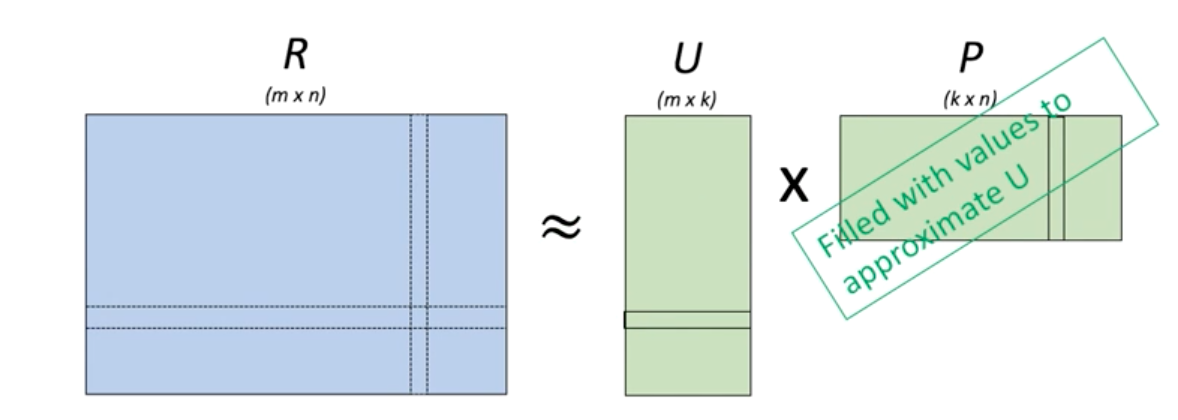 R
(m x n)
U
(m x k)
P
(k x n)
≈
X
Filled with values to
approximate U